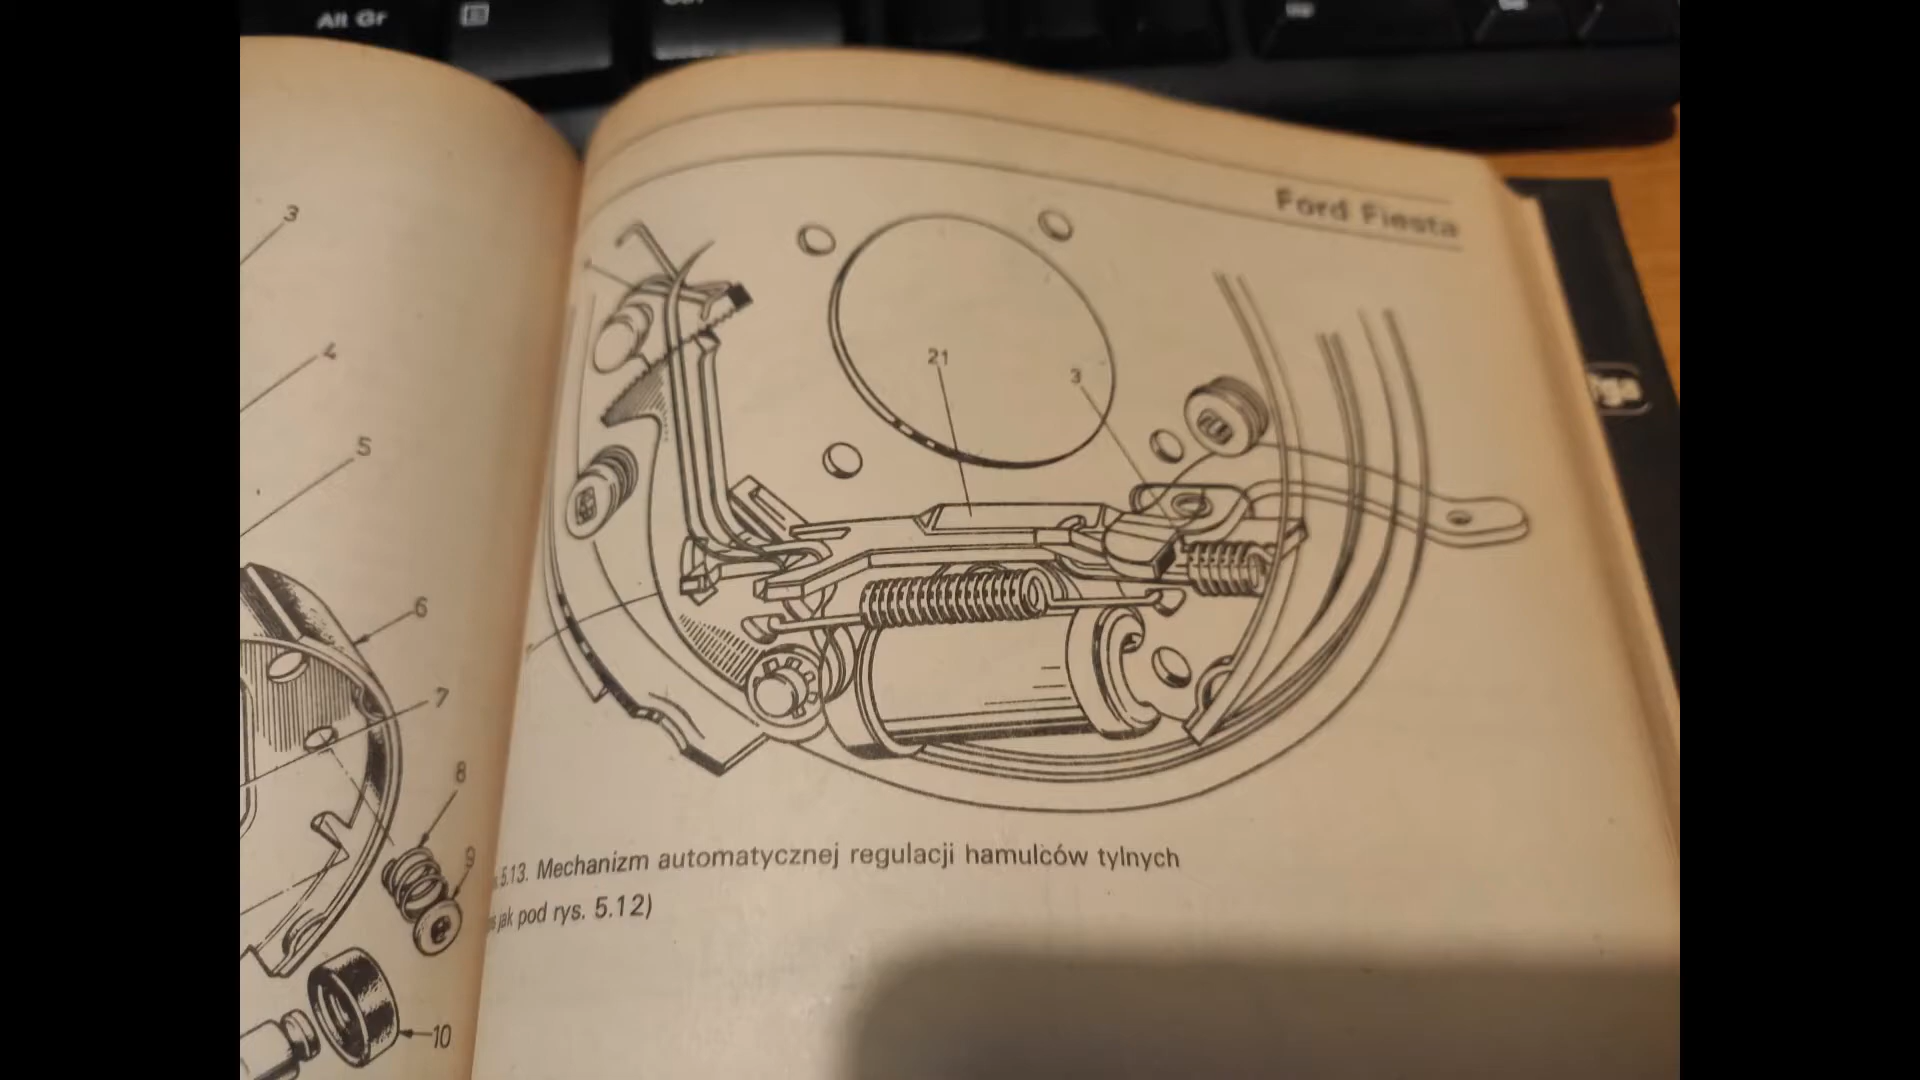 Alt Gr
Ford Fiesta
3
4
5
6
7
8
9
10
21
3
5.13. Mechanizm automatycznej regulacji hamulców tylnych
jak pod rys. 5.12)